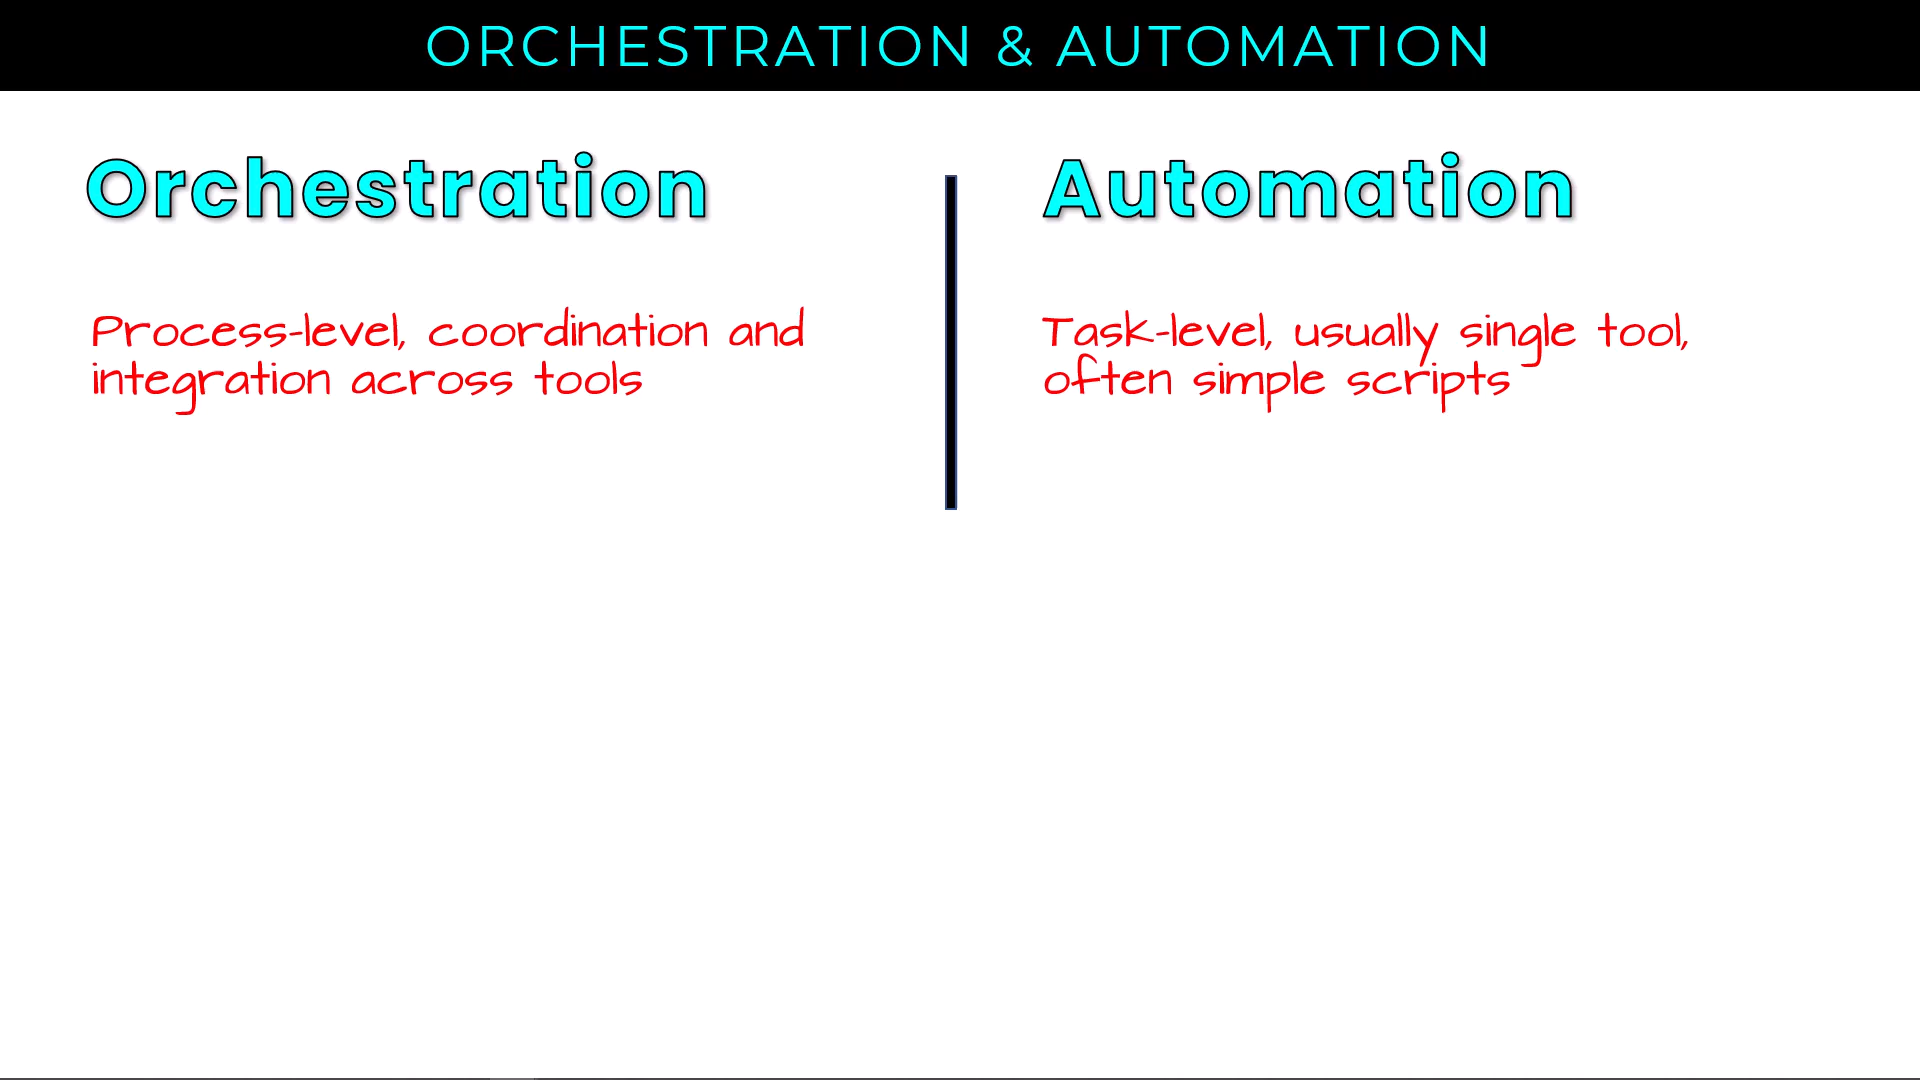 ORCHESTRATION & AUTOMATION
Orchestration
Process-level, coordination and
integration across tools
Automation
Task-level, usually single tool,
often simple scripts